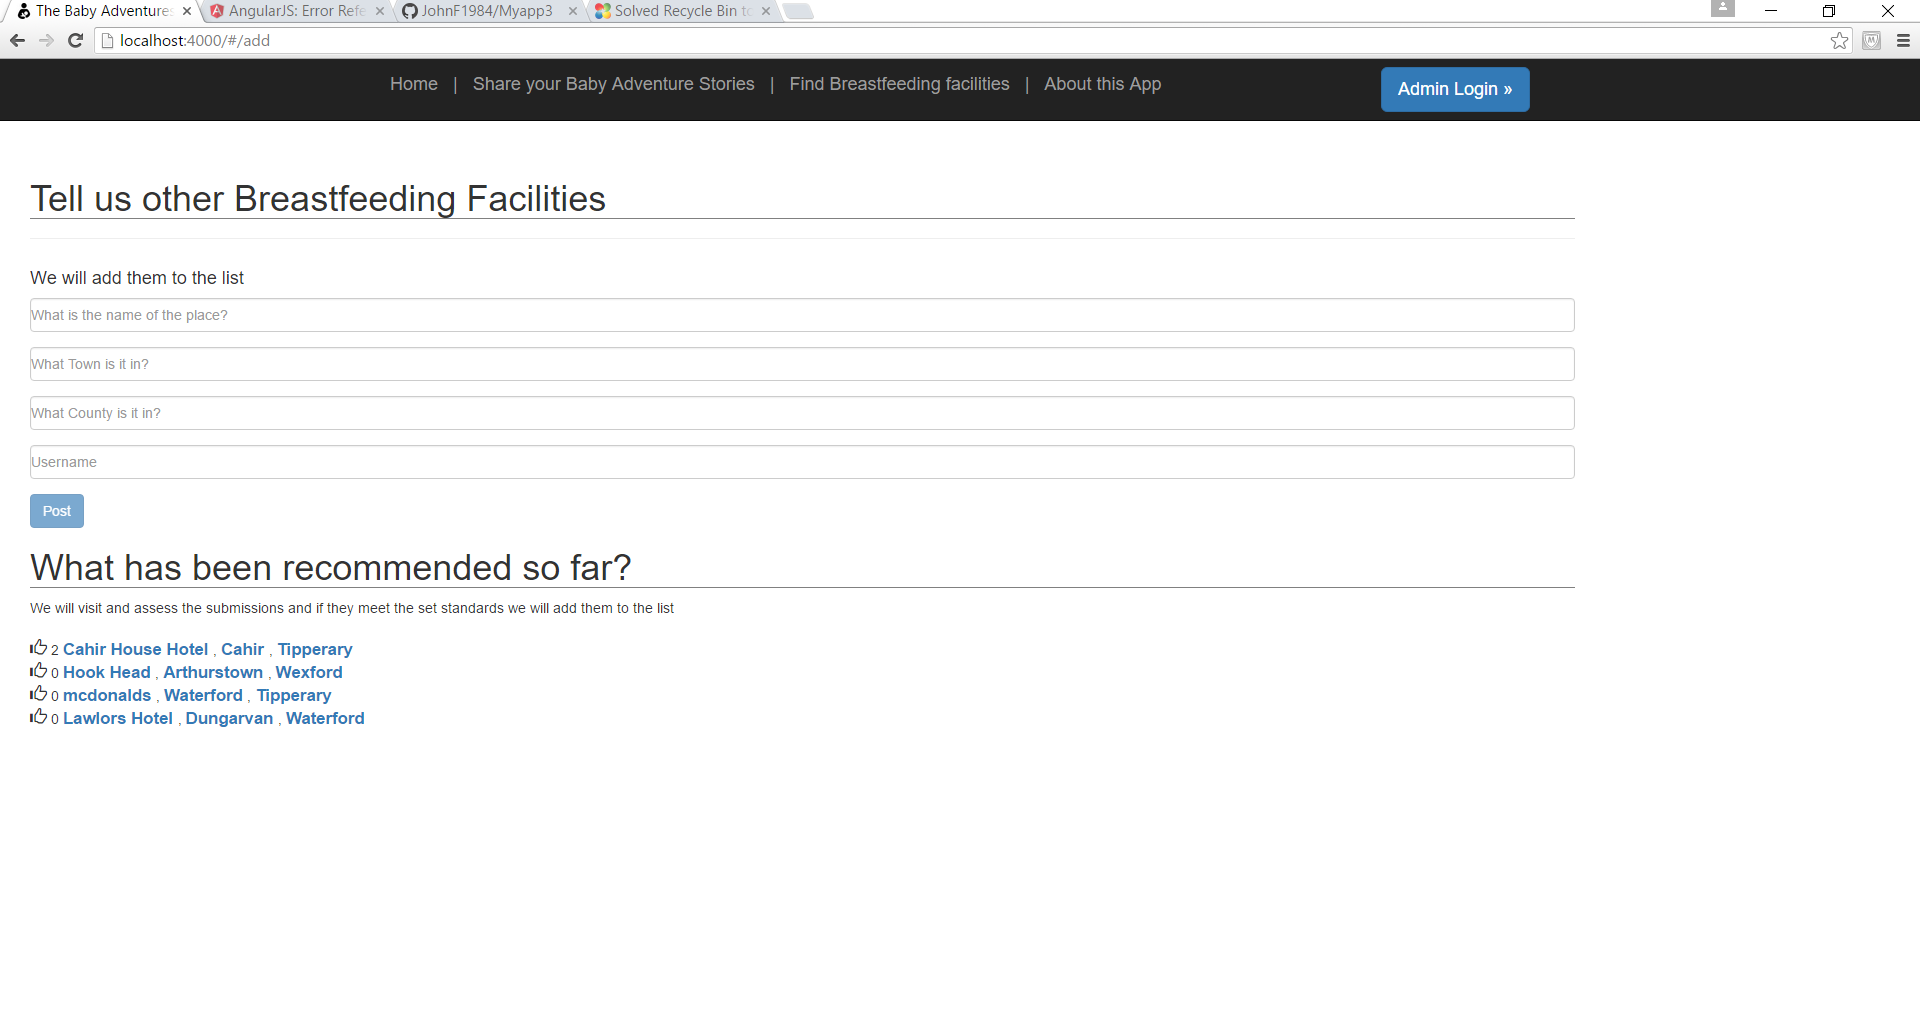 The Baby Adventures
AngularJS: Error Refe
JohnF1984/Myapp3
Solved Recycle Bin to
localhost:4000/#/add
Home | Share your Baby Adventure Stories | Find Breastfeeding facilities | About this App
Admin Login »
Tell us other Breastfeeding Facilities
We will add them to the list
What is the name of the place?
What Town is it in?
What County is it in?
Username
Post
What has been recommended so far?
We will visit and assess the submissions and if they meet the set standards we will add them to the list
2 Cahir House Hotel , Cahir , Tipperary
0 Hook Head , Arthurstown , Wexford
0 mcdonalds , Waterford , Tipperary
0 Lawlors Hotel , Dungarvan , Waterford